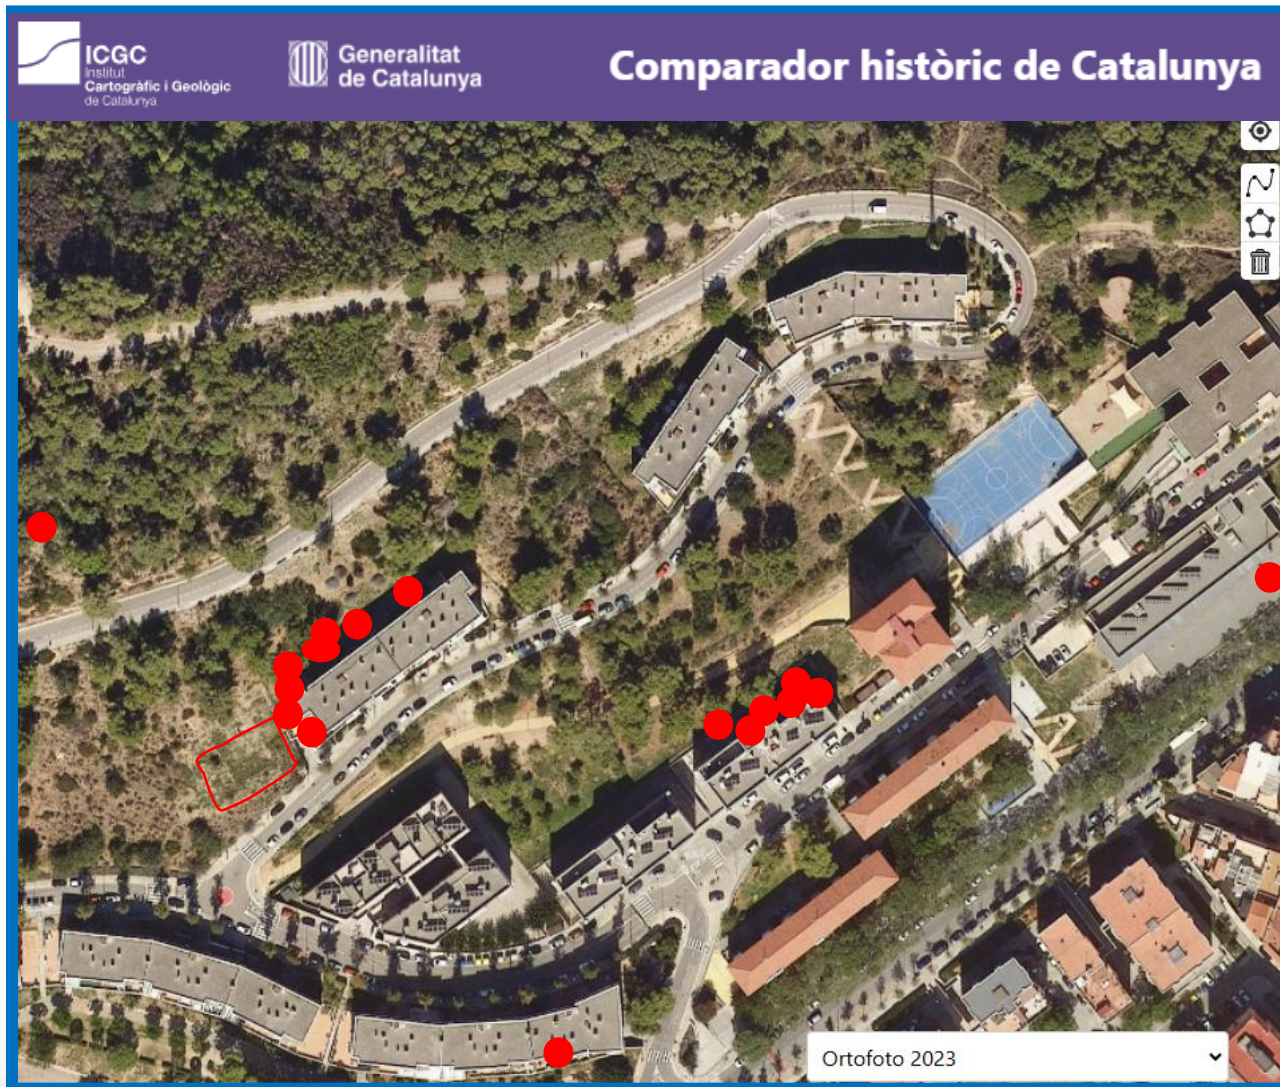 ICGC
Institut
Cartogràfic i Geològic
de Catalunya
Generalitat
de Catalunya
Comparador històric de Catalunya
Ortofoto 2023